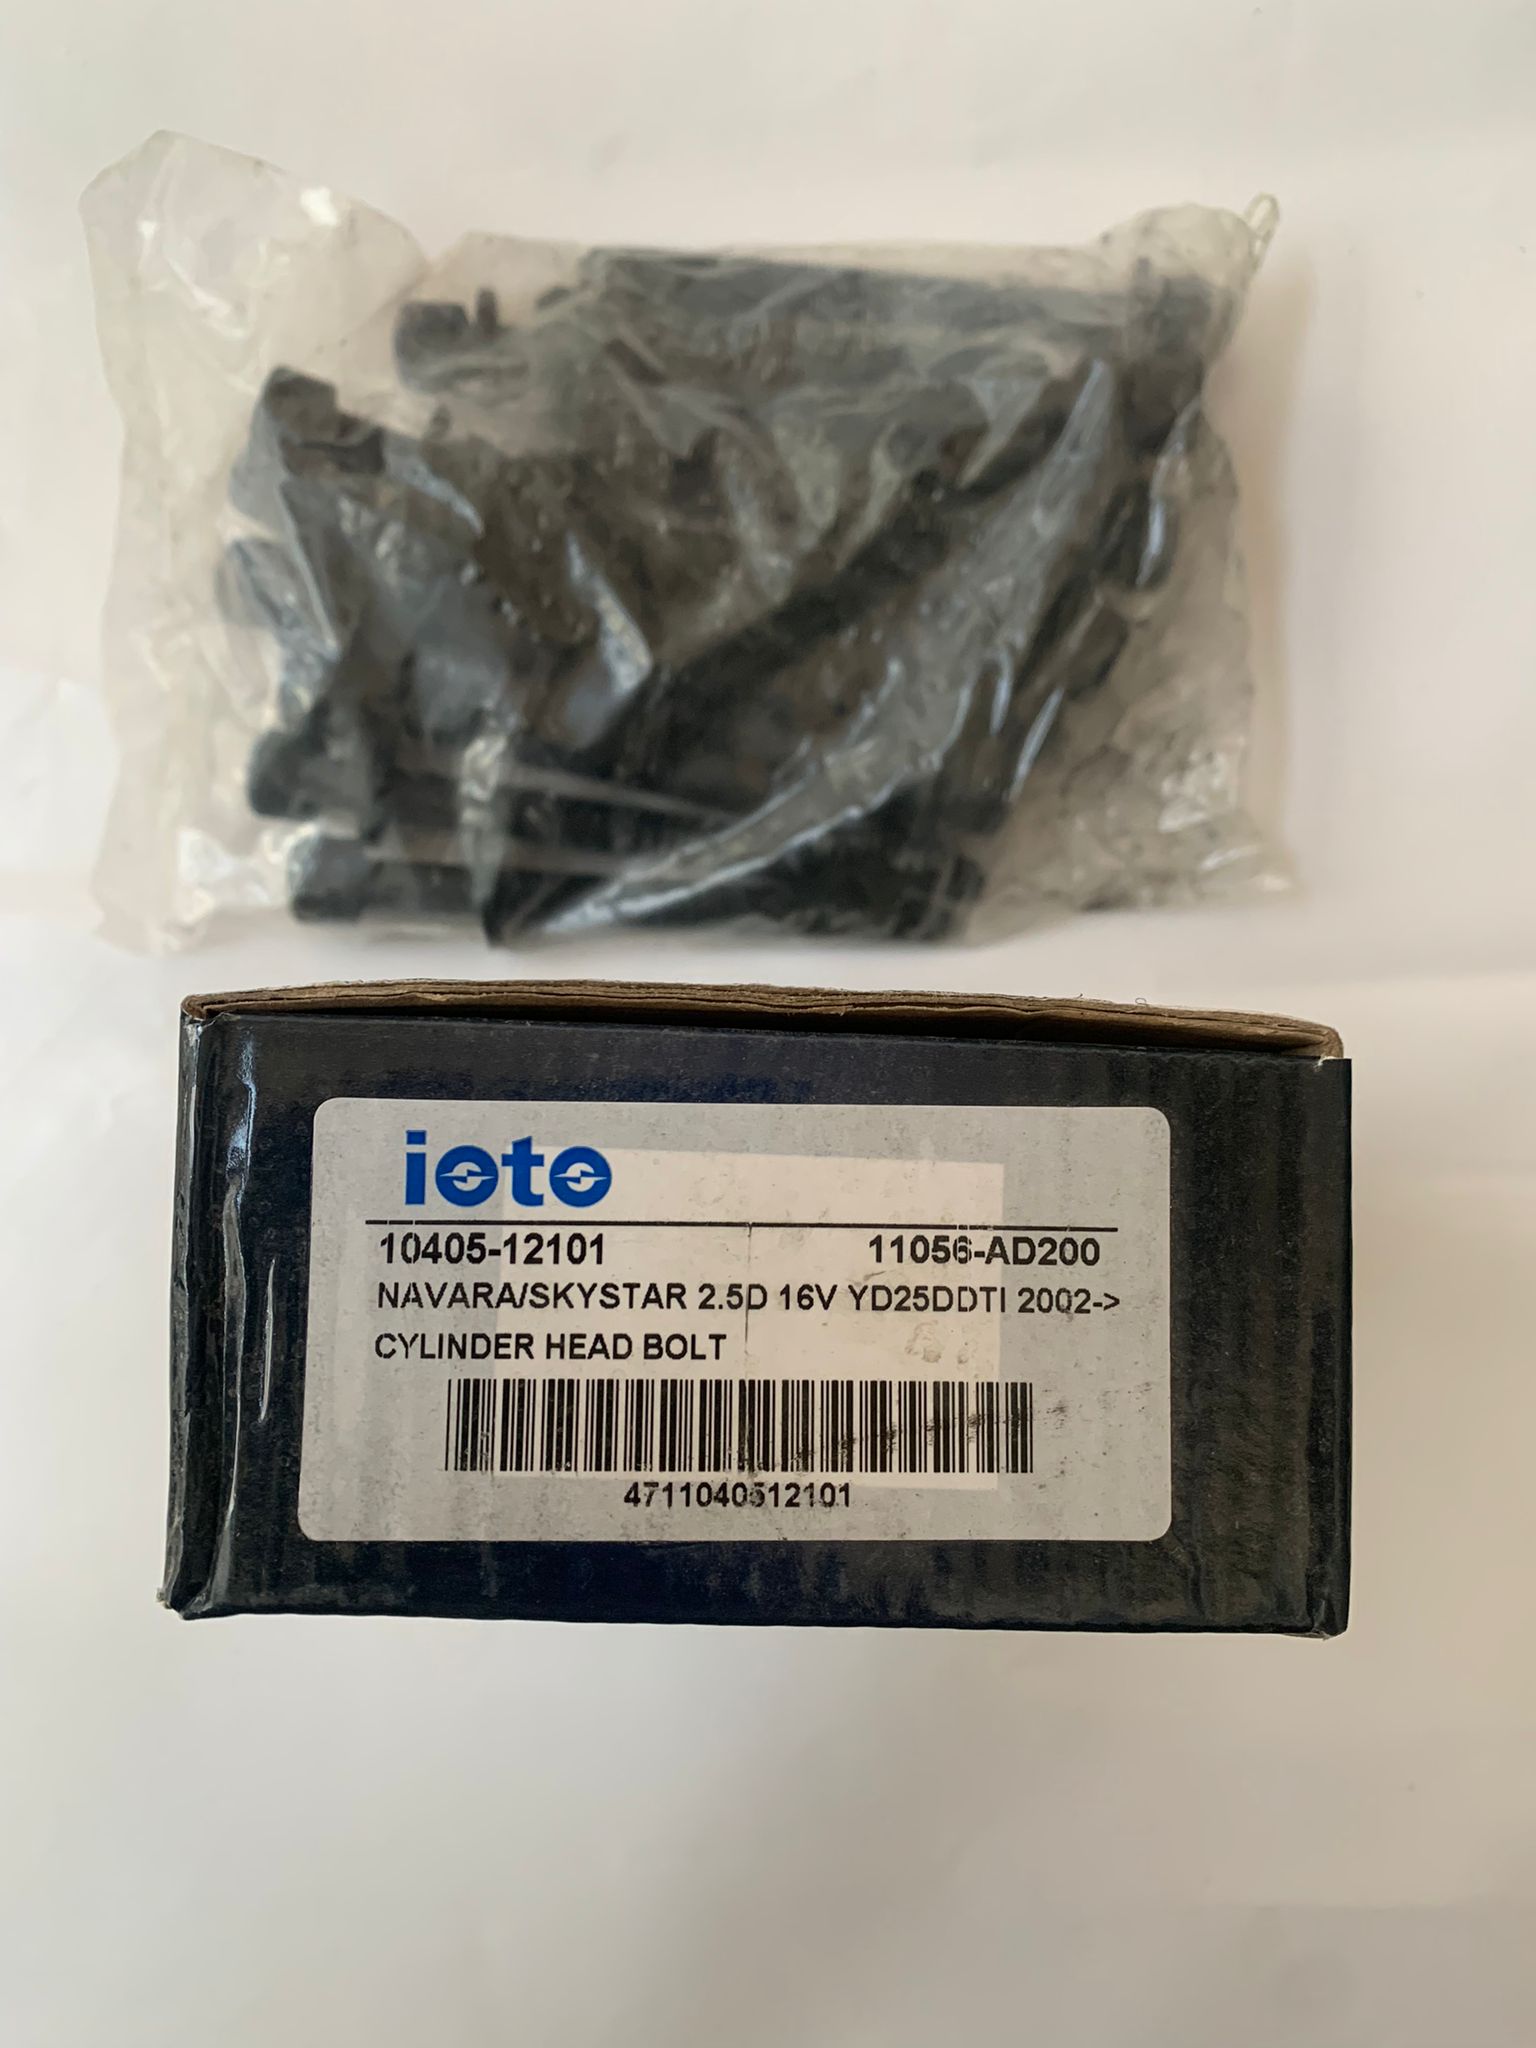 ioto
10405-12101 11056-AD200
NAVARA/SKYSTAR 2.5D 16V YD25DDTI 2002->
CYLINDER HEAD BOLT
4711040512101